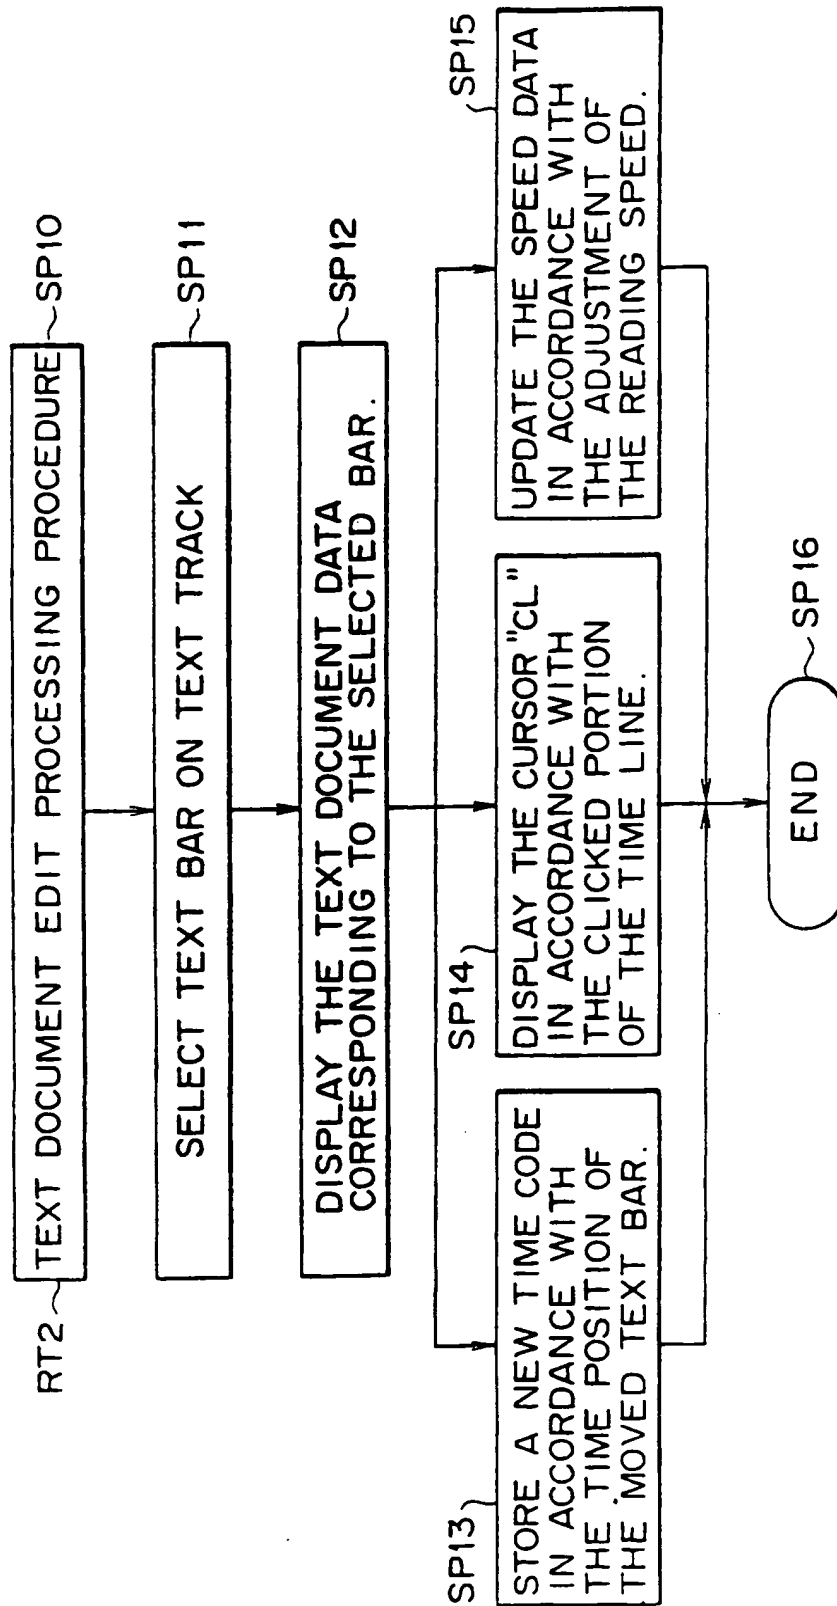 RT2
TEXT DOCUMENT EDIT PROCESSING PROCEDURE
SP10
SELECT TEXT BAR ON TEXT TRACK
SP11
DISPLAY THE TEXT DOCUMENT DATA
CORRESPONDING TO THE SELECTED BAR.
SP12
SP13
STORE A NEW TIME CODE
IN ACCORDANCE WITH
THE TIME POSITION OF
THE MOVED TEXT BAR.
SP14
DISPLAY THE CURSOR "CL"
IN ACCORDANCE WITH
THE CLICKED PORTION
OF THE TIME LINE.
SP15
UPDATE THE SPEED DATA
IN ACCORDANCE WITH
THE ADJUSTMENT OF
THE READING SPEED.
END
SP16